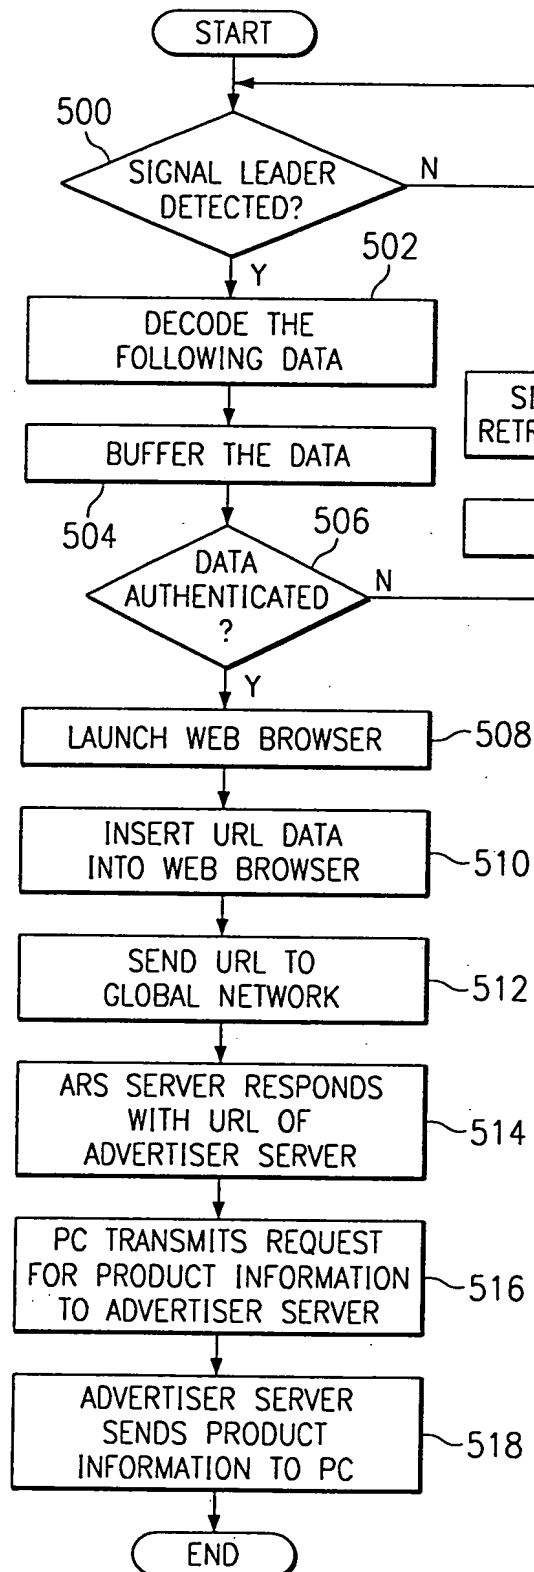 START
500
SIGNAL LEADER
DETECTED?
N
Y
502
DECODE THE
FOLLOWING DATA
BUFFER THE DATA
504
506
DATA
AUTHENTICATED
?
N
Y
LAUNCH WEB BROWSER
508
INSERT URL DATA
INTO WEB BROWSER
510
SEND URL TO
GLOBAL NETWORK
512
ARS SERVER RESPONDS
WITH URL OF
ADVERTISER SERVER
514
PC TRANSMITS REQUEST
FOR PRODUCT INFORMATION
TO ADVERTISER SERVER
516
ADVERTISER SERVER
SENDS PRODUCT
INFORMATION TO PC
518
END